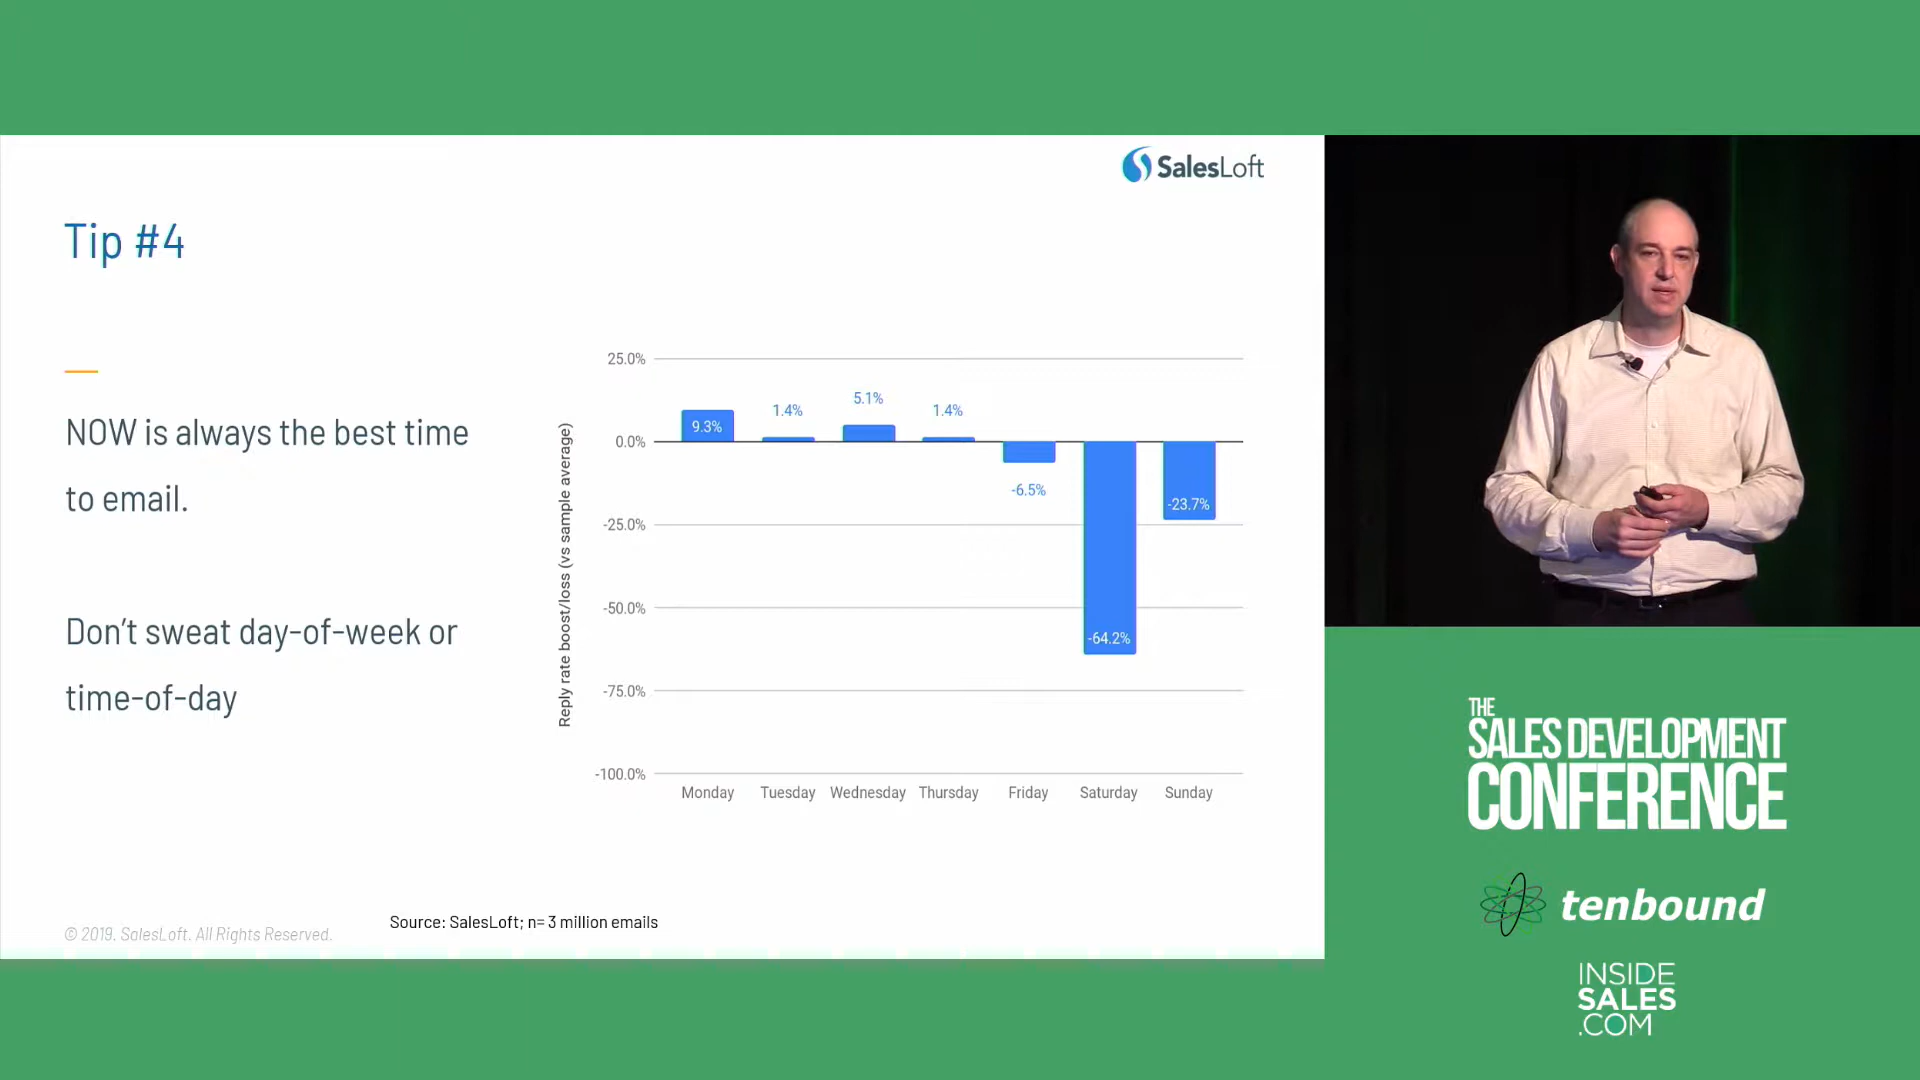 SalesLoft
Tip #4
NOW is always the best time
to email.
Don't sweat day-of-week or
time-of-day
Reply rate boost/loss (vs sample average)
25.0%
0.0%
-25.0%
-50.0%
-75.0%
-100.0%
9.3%
1.4%
5.1%
1.4%
-6.5%
-64.2%
-23.7%
Monday Tuesday Wednesday Thursday Friday Saturday Sunday
© 2019. SalesLoft. All Rights Reserved.
Source: SalesLoft; n= 3 million emails
THE
SALES DEVELOPMENT
CONFERENCE
tenbound
INSIDE
SALES
.COM